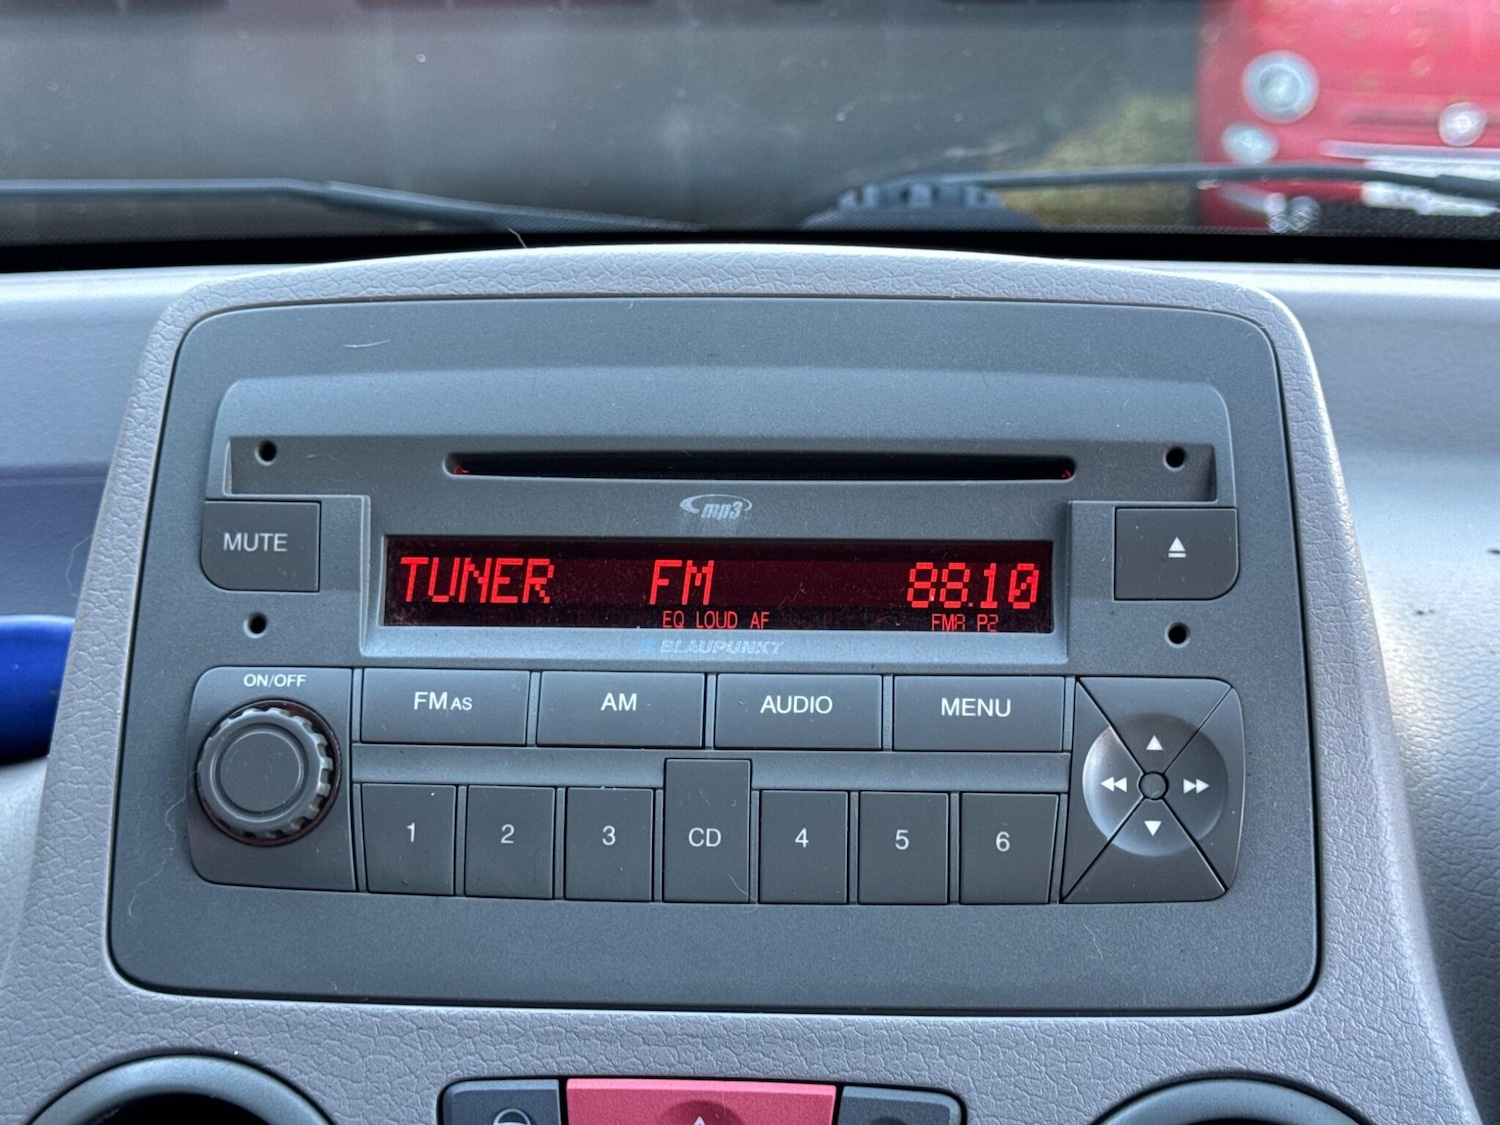 mp3
MUTE
TUNER FM 88.10
EQ LOUD AF FMA P2
BLAUPUNKT
ON/OFF
FM AS AM AUDIO MENU
1 2 3 CD 4 5 6